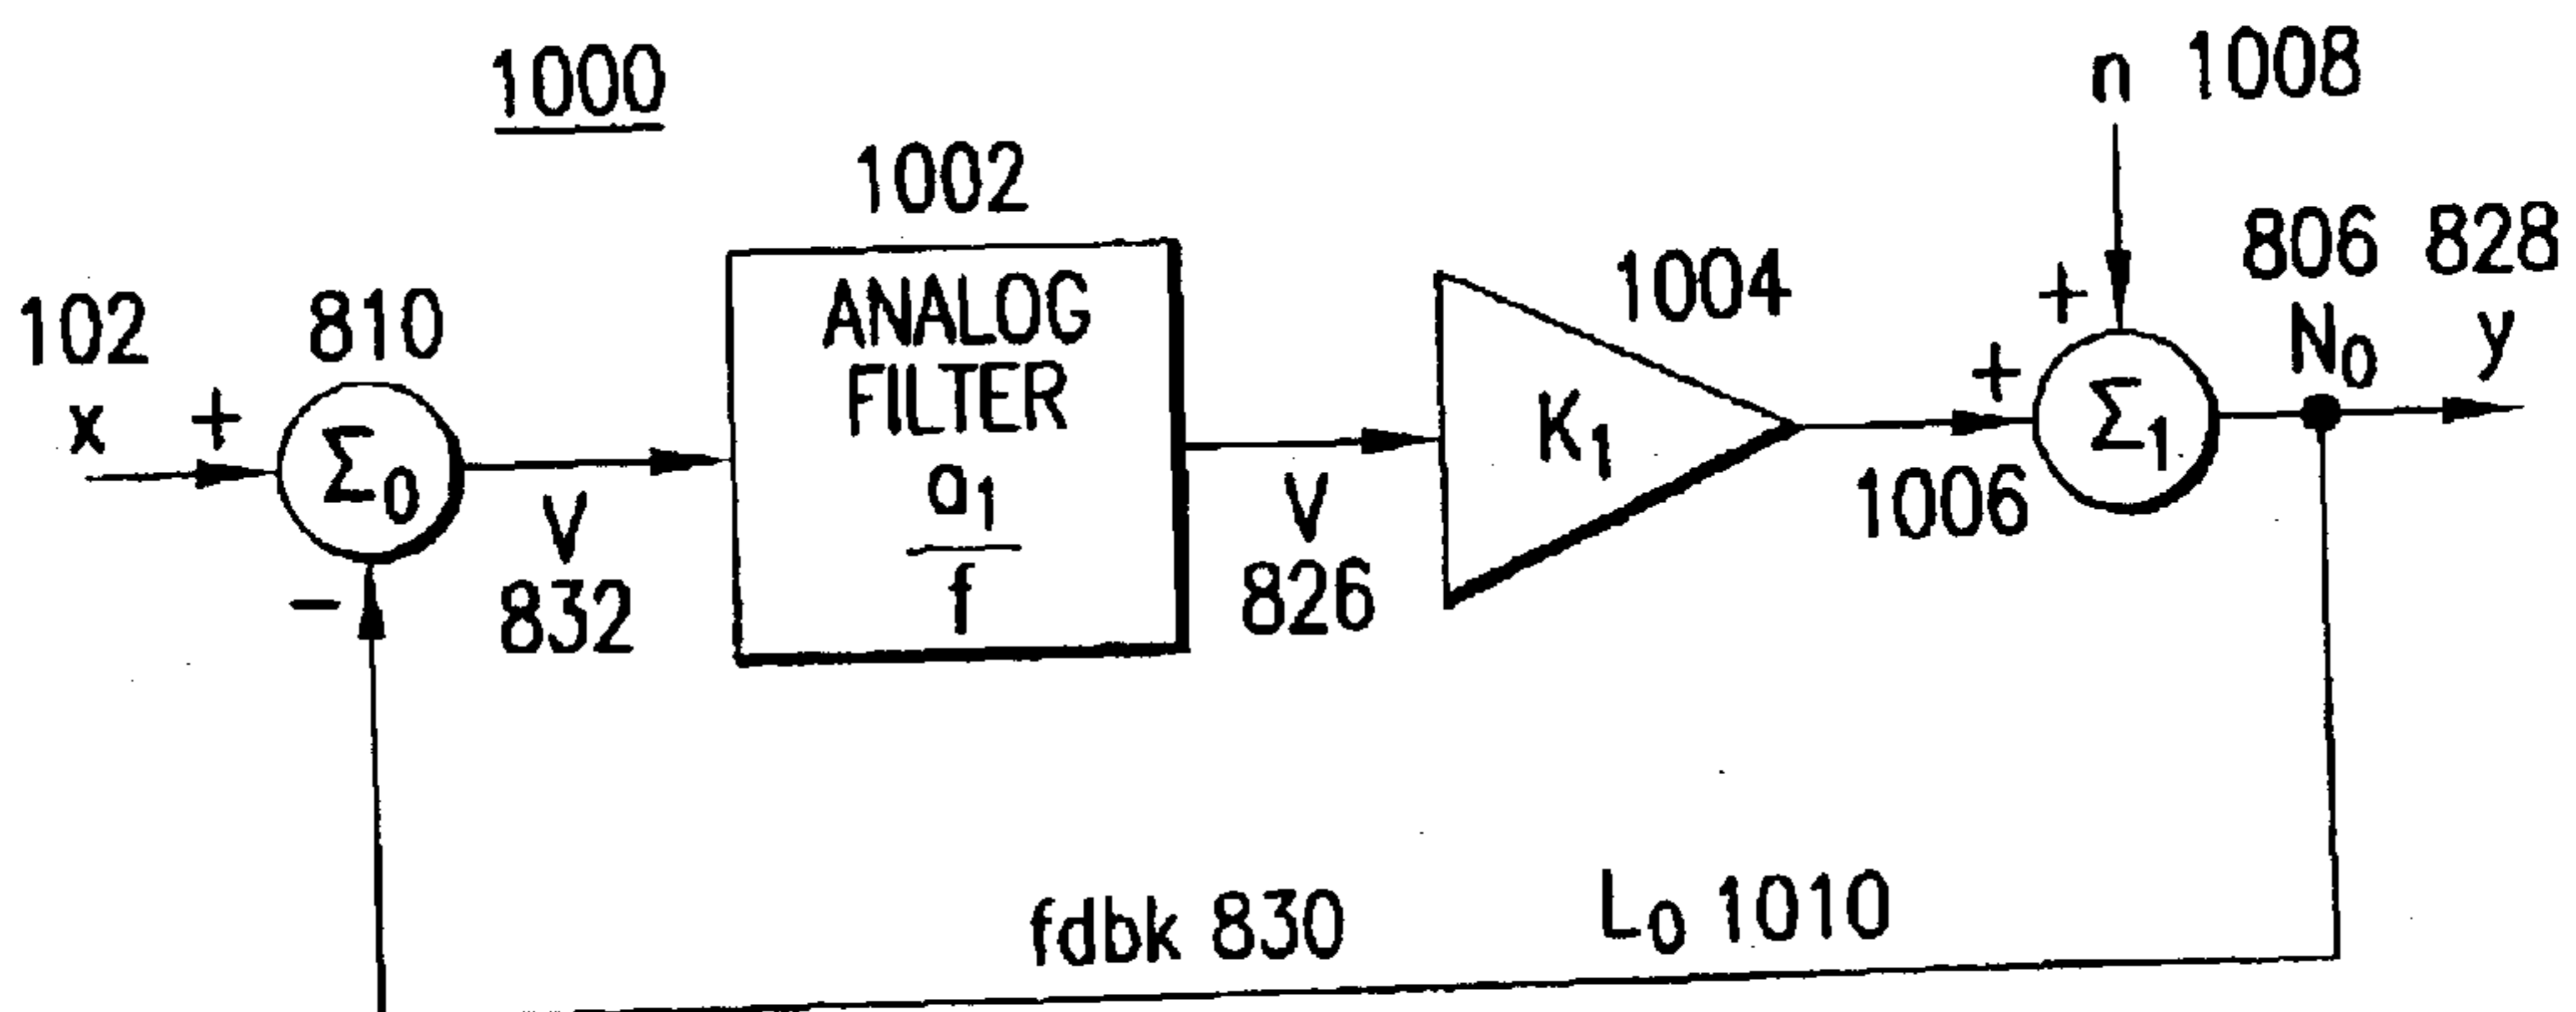 1000
n 1008
1002
806 828
1004
102
810
ANALOG
FILTER
a1
f
x
+
Σ0
-
V
832
V
826
K1
1006
+
+
Σ1
N0
y
fdbk 830
L0 1010